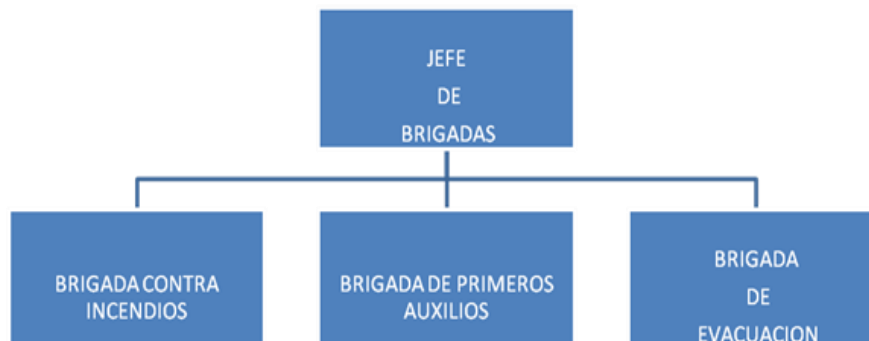 JEFE
DE
BRIGADAS
BRIGADA CONTRA
INCENDIOS
BRIGADA DE PRIMEROS
AUXILIOS
BRIGADA
DE
EVACUACION